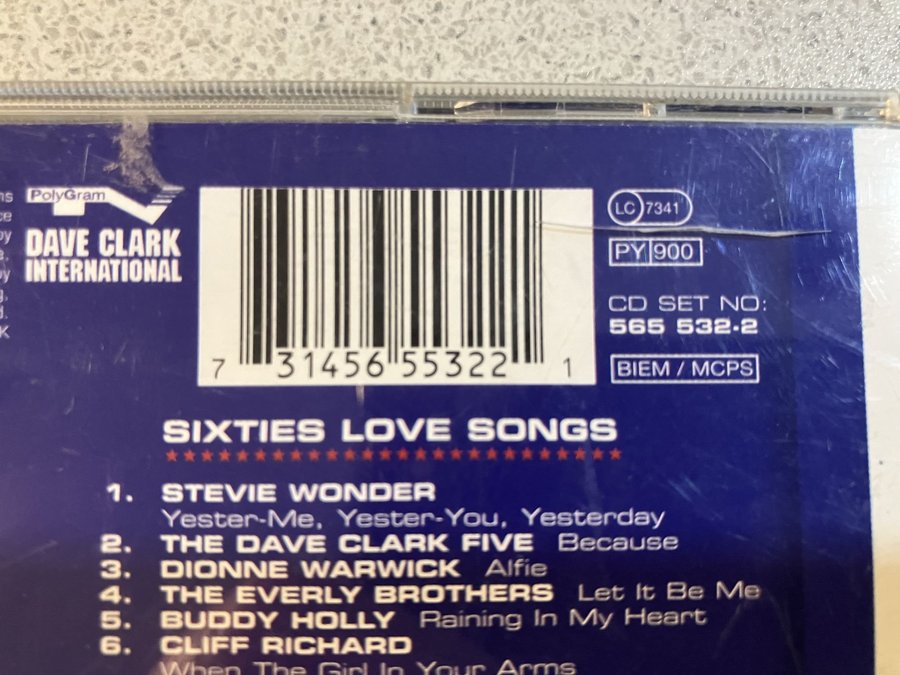 PolyGram
DAVE CLARK
INTERNATIONAL
7 31456 55322 1
LC 7341
PY 900
CD SET NO:
565 532-2
BIEM / MCPS
SIXTIES LOVE SONGS
1. STEVIE WONDER
Yester-Me, Yester-You, Yesterday
2. THE DAVE CLARK FIVE Because
3. DIONNE WARWICK Alfie
4. THE EVERLY BROTHERS Let It Be Me
5. BUDDY HOLLY Raining In My Heart
6. CLIFF RICHARD
When The Girl In Your Arms